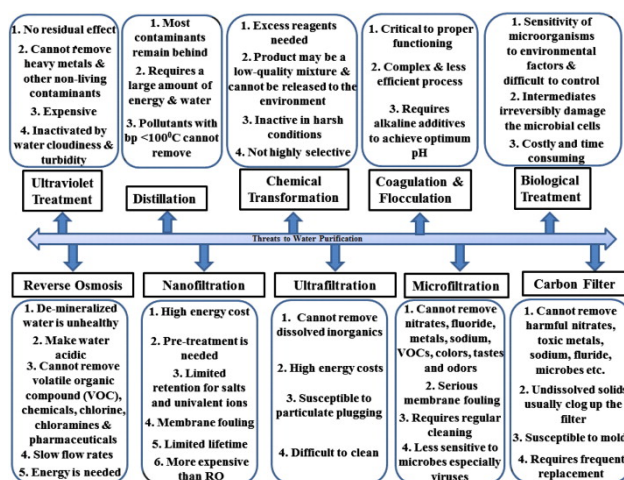 1. No residual effect
2. Cannot remove
heavy metals &
other non-living
contaminants
3. Expensive
4. Inactivated by
water cloudiness &
turbidity
Ultraviolet
Treatment
1. Most
contaminants
remain behind
2. Requires a
large amount of
energy & water
3. Pollutants with
bp <100⁰C cannot
remove
Distillation
1. Excess reagents
needed
2. Product may be a
low-quality mixture &
cannot be released to the
environment
3. Inactive in harsh
conditions
4. Not highly selective
Chemical
Transformation
1. Critical to proper
functioning
2. Complex & less
efficient process
3. Requires
alkaline additives
to achieve optimum
pH
Coagulation &
Flocculation
1. Sensitivity of
microorganisms
to environmental
factors &
difficult to control
2. Intermediates
irreversibly damage
the microbial cells
3. Costly and time
consuming
Biological
Treatment
Threats to Water Purification
Reverse Osmosis
1. De-mineralized
water is unhealthy
2. Make water
acidic
3. Cannot remove
volatile organic
compound (VOC),
chemicals, chlorine,
chloramines &
pharmaceuticals
4. Slow flow rates
5. Energy is needed
Nanofiltration
1. High energy cost
2. Pre-treatment is
needed
3. Limited
retention for salts
and univalent ions
4. Membrane fouling
5. Limited lifetime
6. More expensive
than RO
Ultrafiltration
1. Cannot remove
dissolved inorganics
2. High energy costs
3. Susceptible to
particulate plugging
4. Difficult to clean
Microfiltration
1. Cannot remove
nitrates, fluoride,
metals, sodium,
VOCs, colors, tastes
and odors
2. Serious
membrane fouling
3. Requires regular
cleaning
4. Less sensitive to
microbes especially
viruses
Carbon Filter
1. Cannot remove
harmful nitrates,
toxic metals,
sodium, fluride,
microbes etc.
2. Undissolved solids
usually clog up the
filter
3. Susceptible to mold
4. Requires frequent
replacement